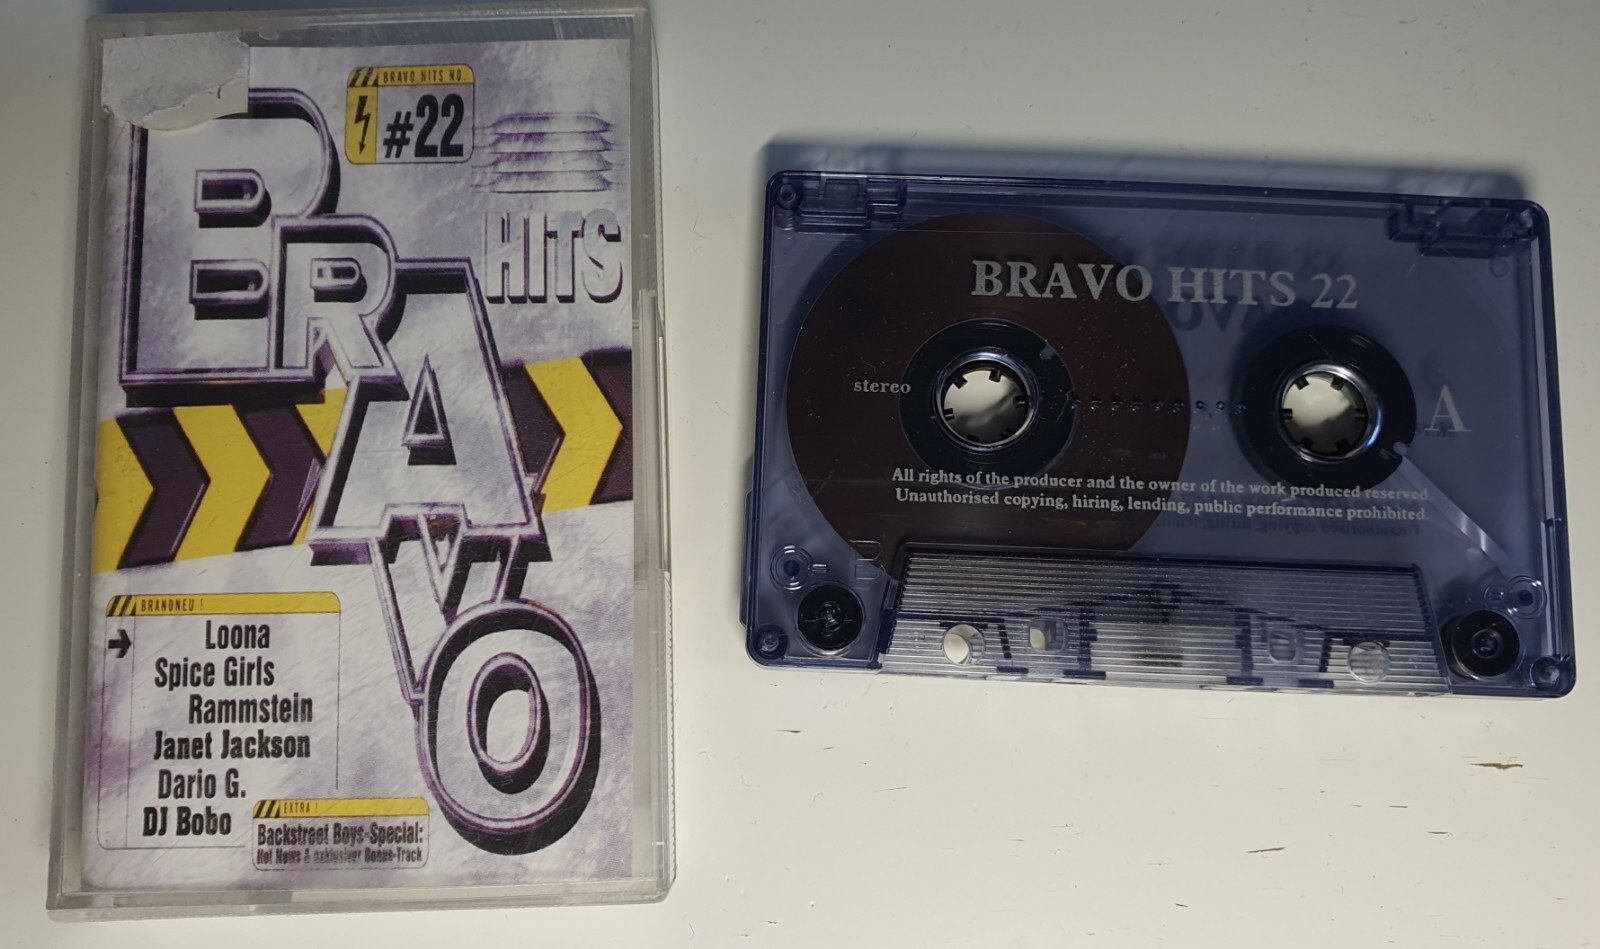 BRAVO HITS NO.
#22
BRAVO
HITS
BRANDNEU !
Loona
Spice Girls
Rammstein
Janet Jackson
Dario G.
DJ Bobo
EXTRA !
Backstreet Boys-Special:
Hot News & exklusiver Bonus-Track
BRAVO HITS 22
stereo
A
All rights of the producer and the owner of the work produced reserved.
Unauthorised copying, hiring, lending, public performance prohibited.